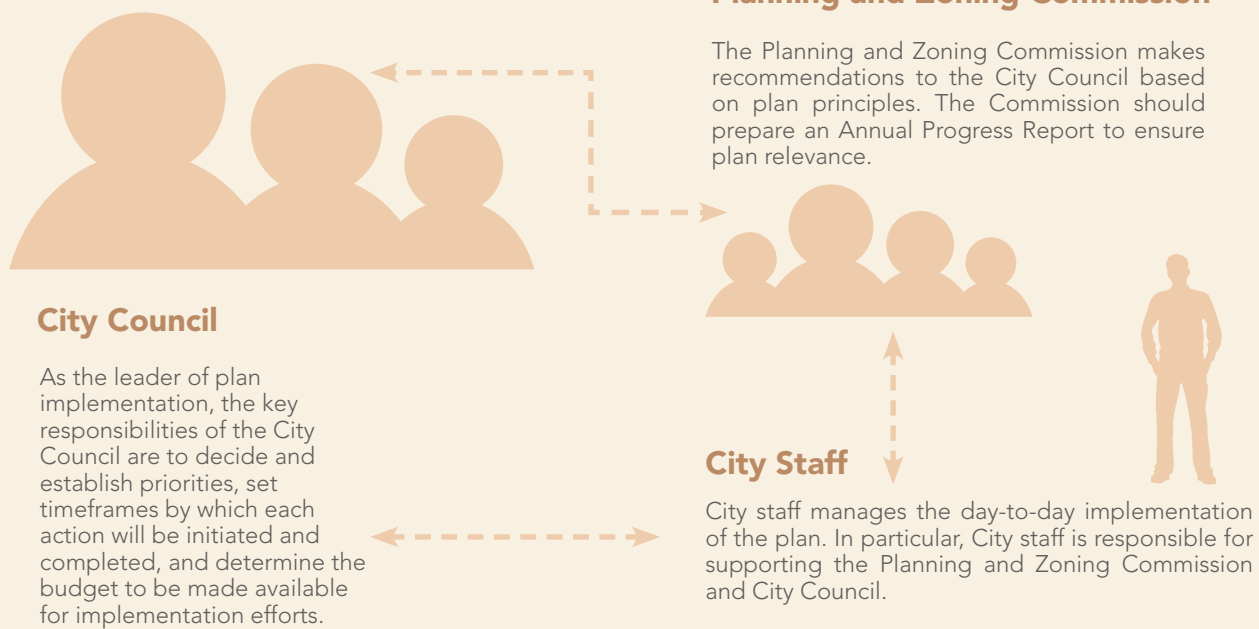 Planning and Zoning Commission
The Planning and Zoning Commission makes
recommendations to the City Council based
on plan principles. The Commission should
prepare an Annual Progress Report to ensure
plan relevance.
City Council
As the leader of plan
implementation, the key
responsibilities of the City
Council are to decide and
establish priorities, set
timeframes by which each
action will be initiated and
completed, and determine the
budget to be made available
for implementation efforts.
City Staff
City staff manages the day-to-day implementation
of the plan. In particular, City staff is responsible for
supporting the Planning and Zoning Commission
and City Council.